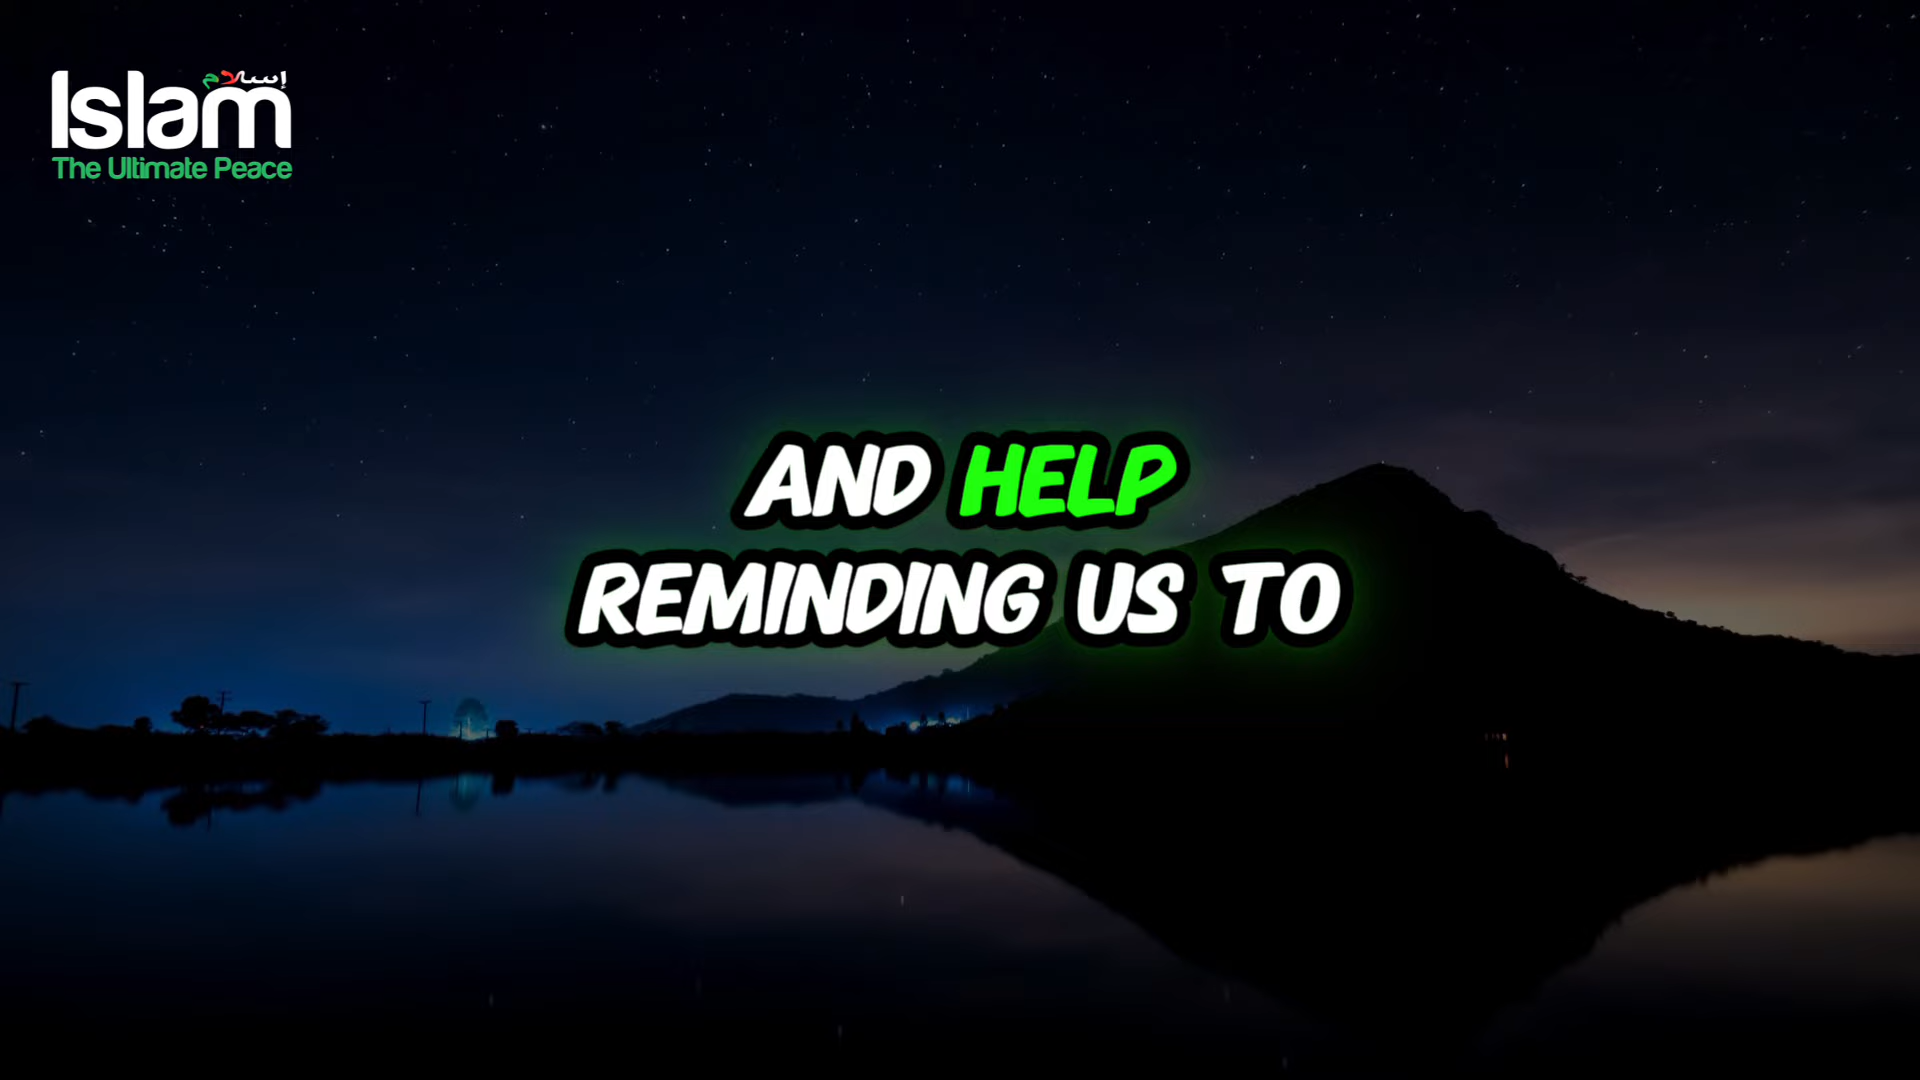 إسلام
Islam
The Ultimate Peace
AND HELP
REMINDING US TO